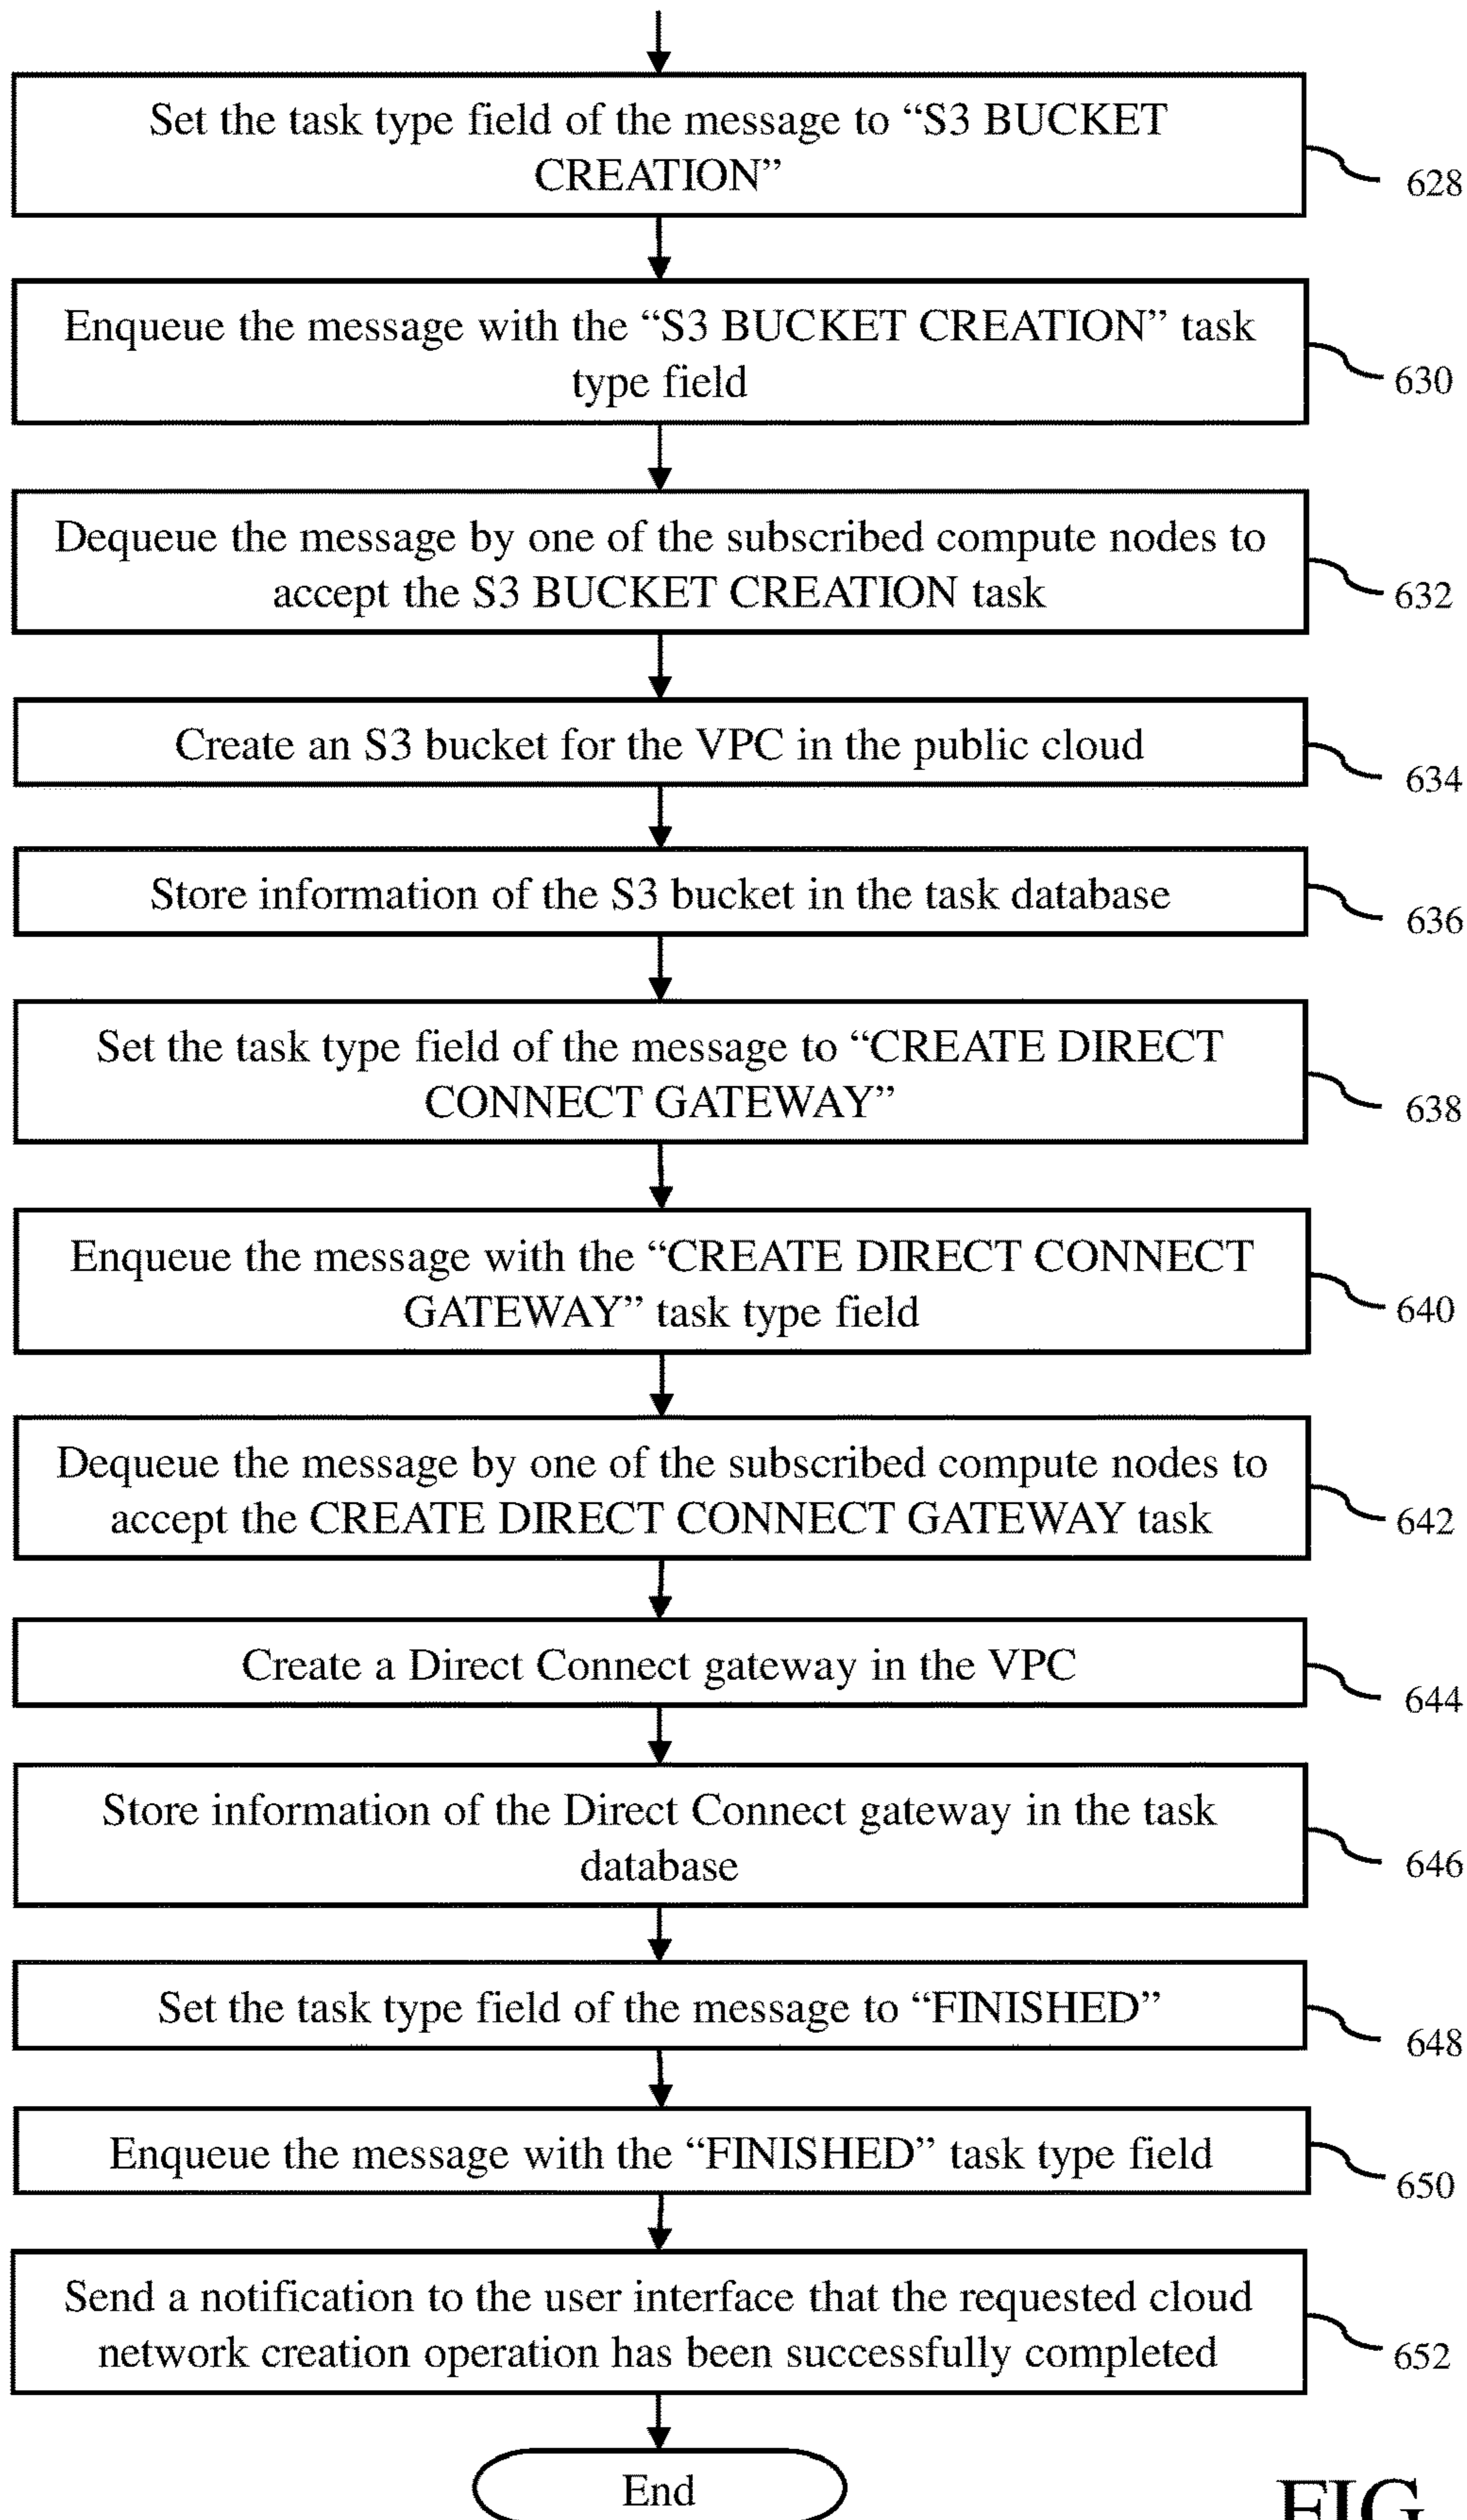 Set the task type field of the message to “S3 BUCKET
CREATION”
628
Enqueue the message with the “S3 BUCKET CREATION” task
type field
630
Dequeue the message by one of the subscribed compute nodes to
accept the S3 BUCKET CREATION task
632
Create an S3 bucket for the VPC in the public cloud
634
Store information of the S3 bucket in the task database
636
Set the task type field of the message to “CREATE DIRECT
CONNECT GATEWAY”
638
Enqueue the message with the “CREATE DIRECT CONNECT
GATEWAY” task type field
640
Dequeue the message by one of the subscribed compute nodes to
accept the CREATE DIRECT CONNECT GATEWAY task
642
Create a Direct Connect gateway in the VPC
644
Store information of the Direct Connect gateway in the task
database
646
Set the task type field of the message to “FINISHED”
648
Enqueue the message with the “FINISHED” task type field
650
Send a notification to the user interface that the requested cloud
network creation operation has been successfully completed
652
End
FIG